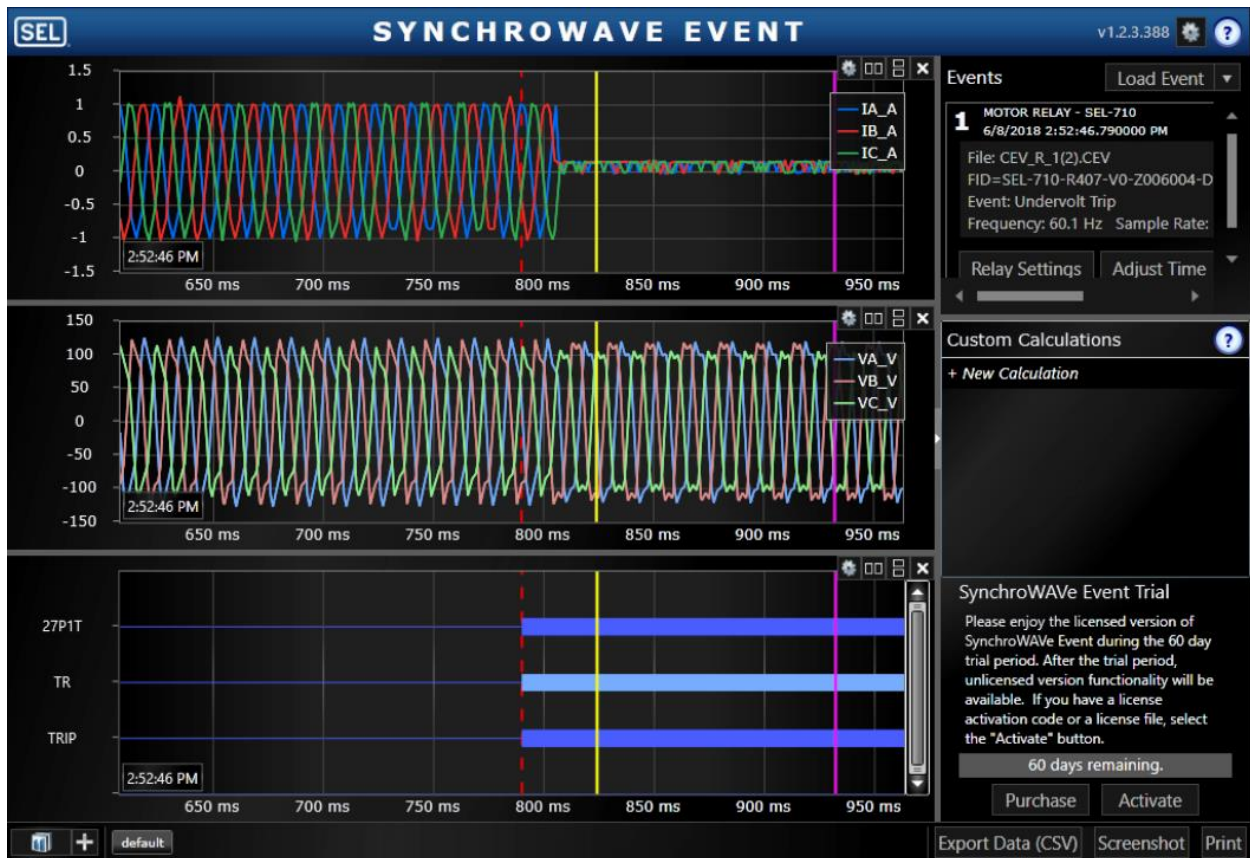 SEL
SYNCHROWAVE EVENT
v1.2.3.388
?
1.5
1
0.5
0
-0.5
-1
-1.5
IA_A
IB_A
IC_A
2:52:46 PM
650 ms 700 ms 750 ms 800 ms 850 ms 900 ms 950 ms
150
100
50
0
-50
-100
-150
VA_V
VB_V
VC_V
2:52:46 PM
650 ms 700 ms 750 ms 800 ms 850 ms 900 ms 950 ms
27P1T
TR
TRIP
2:52:46 PM
650 ms 700 ms 750 ms 800 ms 850 ms 900 ms 950 ms
Events
Load Event
1 MOTOR RELAY - SEL-710
6/8/2018 2:52:46.790000 PM
File: CEV_R_1(2).CEV
FID=SEL-710-R407-V0-Z006004-D
Event: Undervolt Trip
Frequency: 60.1 Hz Sample Rate:
Relay Settings Adjust Time
Custom Calculations
?
+ New Calculation
SynchroWAVe Event Trial
Please enjoy the licensed version of
SynchroWAVe Event during the 60 day
trial period. After the trial period,
unlicensed version functionality will be
available. If you have a license
activation code or a license file, select
the "Activate" button.
60 days remaining.
Purchase Activate
+ default
Export Data (CSV) Screenshot Print